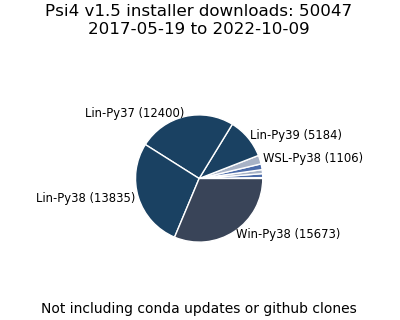 Psi4 v1.5 installer downloads: 50047
2017-05-19 to 2022-10-09
Lin-Py37 (12400)
Lin-Py39 (5184)
WSL-Py38 (1106)
Lin-Py38 (13835)
Win-Py38 (15673)
Not including conda updates or github clones